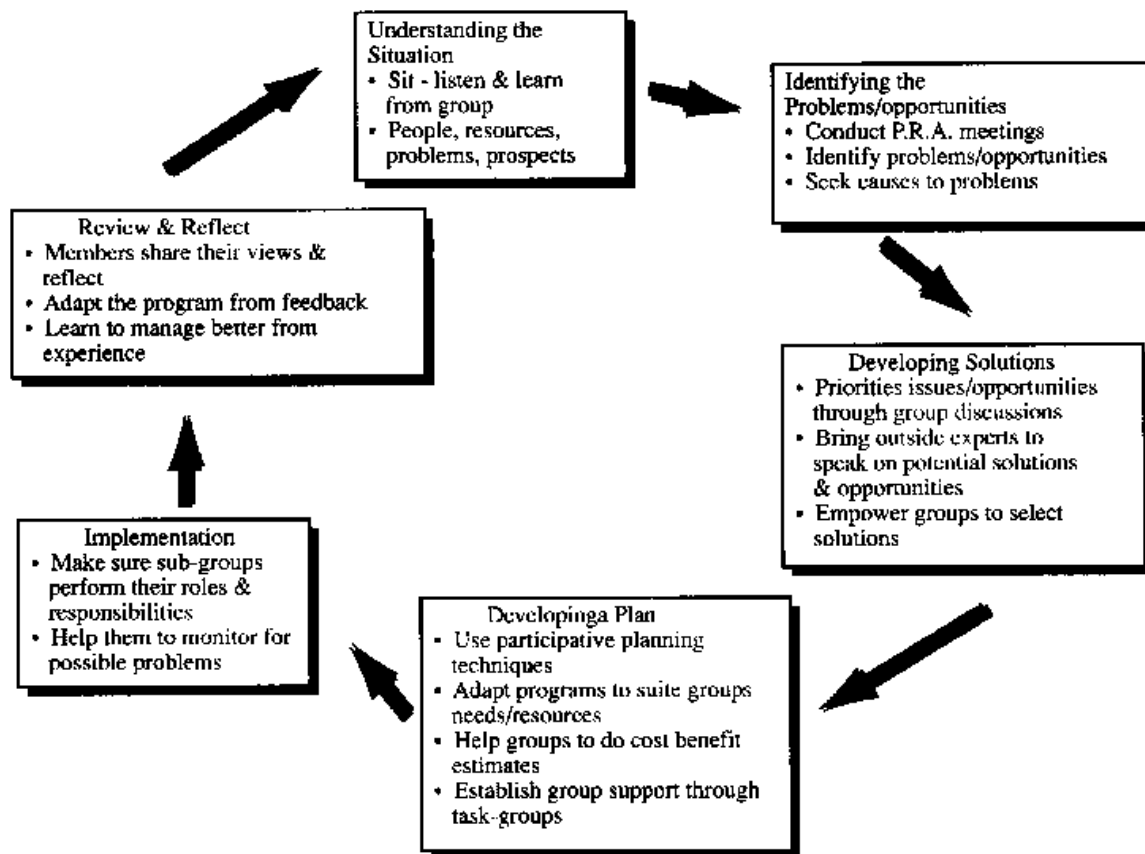 Understanding the
Situation
• Sit - listen & learn
from group
• People, resources,
problems, prospects
Identifying the
Problems/opportunities
• Conduct P.R.A. meetings
• Identify problems/opportunities
• Seek causes to problems
Developing Solutions
• Priorities issues/opportunities
through group discussions
• Bring outside experts to
speak on potential solutions
& opportunities
• Empower groups to select
solutions
Developinga Plan
• Use participative planning
techniques
• Adapt programs to suite groups
needs/resources
• Help groups to do cost benefit
estimates
• Establish group support through
task-groups
Implementation
• Make sure sub-groups
perform their roles &
responsibilities
• Help them to monitor for
possible problems
Review & Reflect
• Members share their views &
reflect
• Adapt the program from feedback
• Learn to manage better from
experience